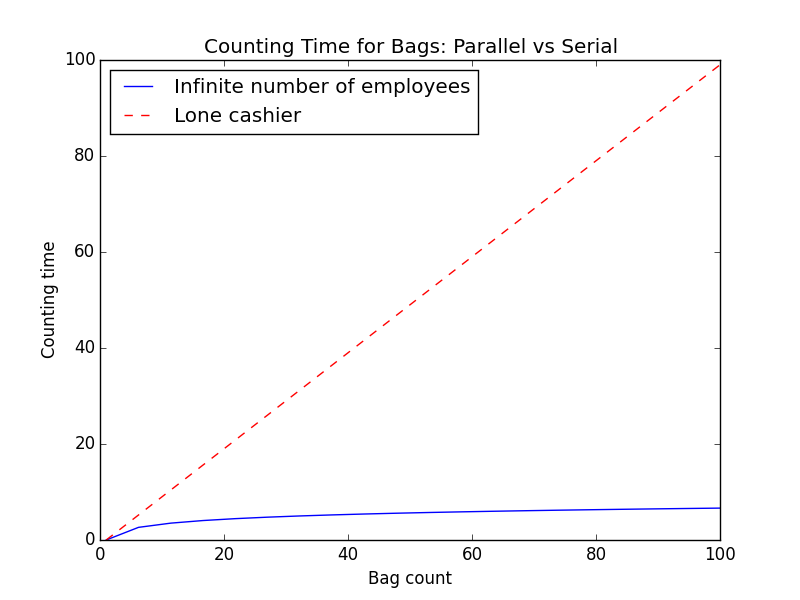 Counting Time for Bags: Parallel vs Serial
100
Infinite number of employees
Lone cashier
80
60
Counting time
40
20
0
0 20 40 60 80 100
Bag count